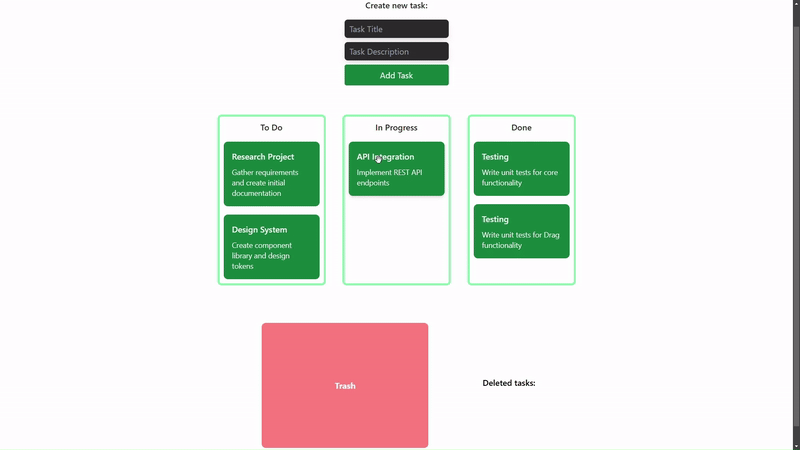 Create new task:
Task Title
Task Description
Add Task
To Do
Research Project
Gather requirements
and create initial
documentation
Design System
Create component
library and design
tokens
In Progress
API Integration
Implement REST API
endpoints
Done
Testing
Write unit tests for core
functionality
Testing
Write unit tests for Drag
functionality
Trash
Deleted tasks: